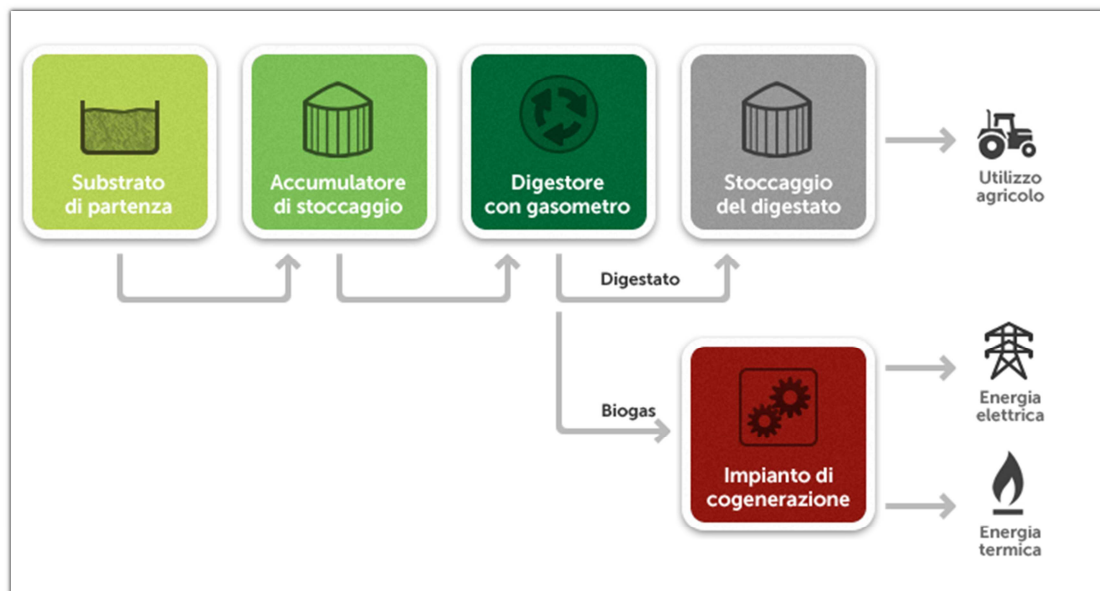 Substrato
di partenza
Accumulatore
di stoccaggio
Digestore
con gasometro
Stoccaggio
del digestato
Utilizzo
agricolo
Digestato
Biogas
Impianto di
cogenerazione
Energia
elettrica
Energia
termica